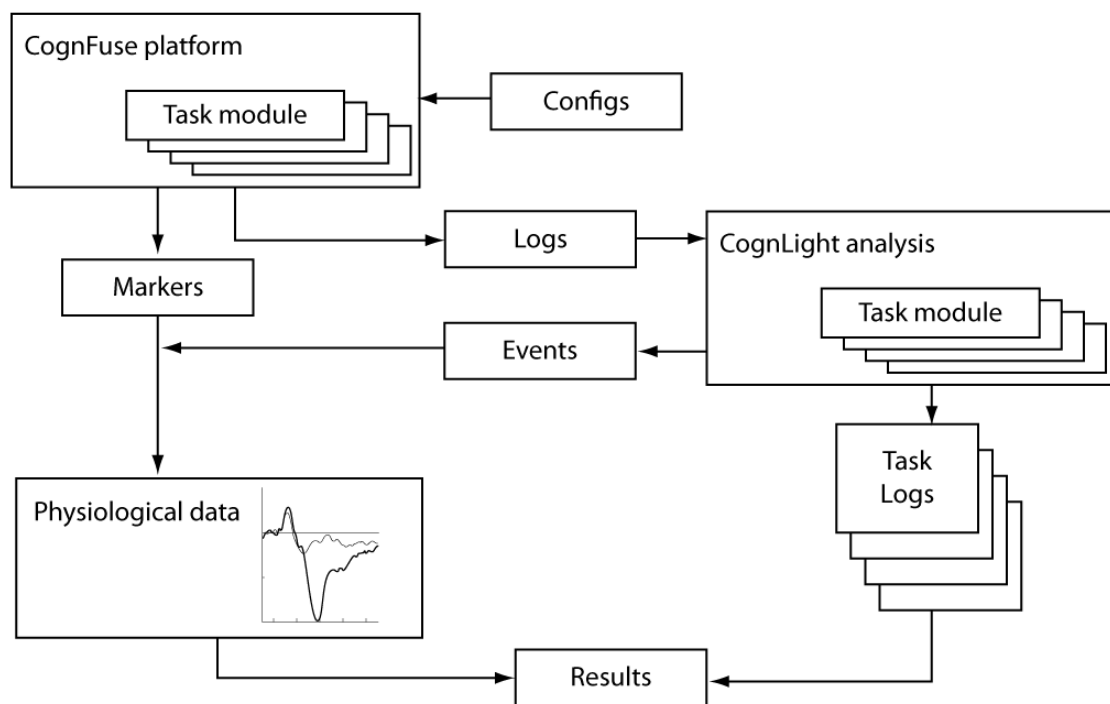 CognFuse platform
Task module
Configs
Logs
CognLight analysis
Markers
Task module
Events
Task
Logs
Physiological data
Results